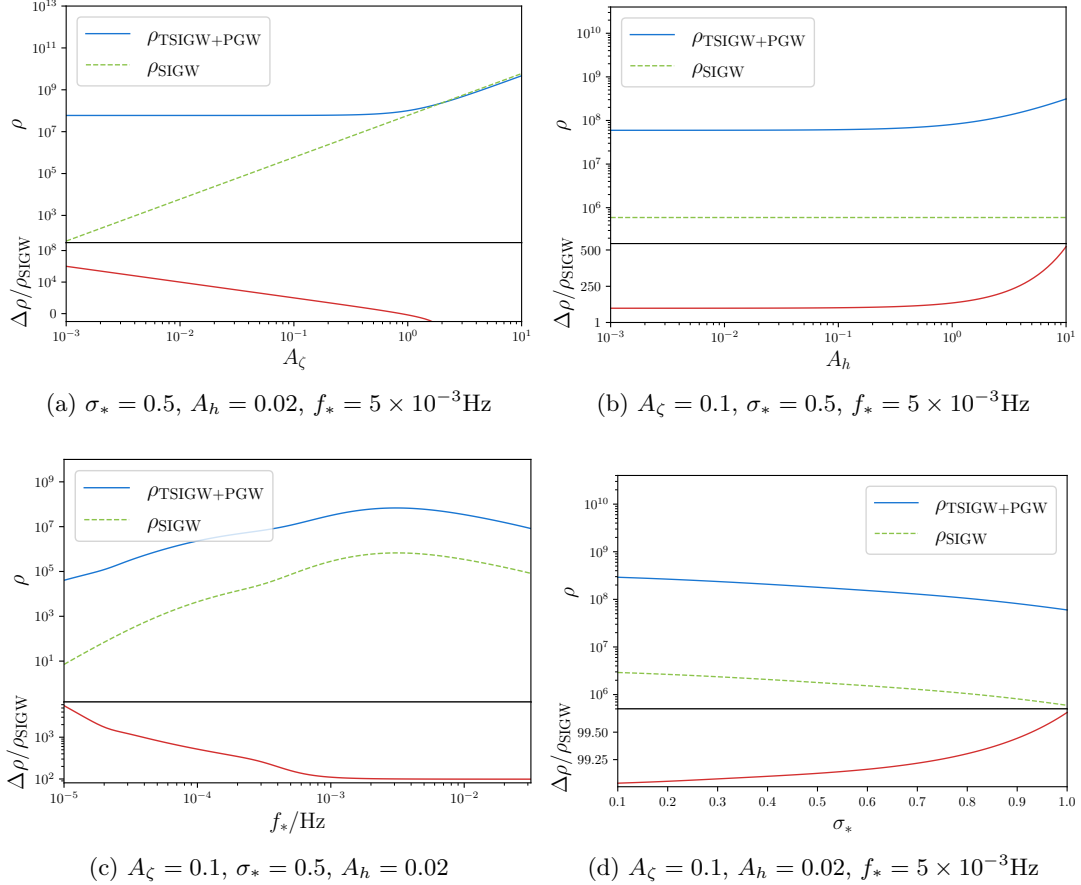 10^13
10^11
10^9
10^7
10^5
10^3
ρ
ρ_TSIGW+PGW
ρ_SIGW
10^8
10^4
0
Δρ/ρ_SIGW
10^−3
10^−2
10^−1
10^0
10^1
A_ζ
(a) σ_* = 0.5, A_h = 0.02, f_* = 5 × 10^−3Hz
10^10
10^9
10^8
10^7
10^6
ρ
ρ_TSIGW+PGW
ρ_SIGW
500
250
1
Δρ/ρ_SIGW
10^−3
10^−2
10^−1
10^0
10^1
A_h
(b) A_ζ = 0.1, σ_* = 0.5, f_* = 5 × 10^−3Hz
10^9
10^7
10^5
10^3
10^1
ρ
ρ_TSIGW+PGW
ρ_SIGW
10^3
10^2
Δρ/ρ_SIGW
10^−5
10^−4
10^−3
10^−2
f_*/Hz
(c) A_ζ = 0.1, σ_* = 0.5, A_h = 0.02
10^10
10^9
10^8
10^7
10^6
ρ
ρ_TSIGW+PGW
ρ_SIGW
99.50
99.25
Δρ/ρ_SIGW
0.1
0.2
0.3
0.4
0.5
0.6
0.7
0.8
0.9
1.0
σ_*
(d) A_ζ = 0.1, A_h = 0.02, f_* = 5 × 10^−3Hz